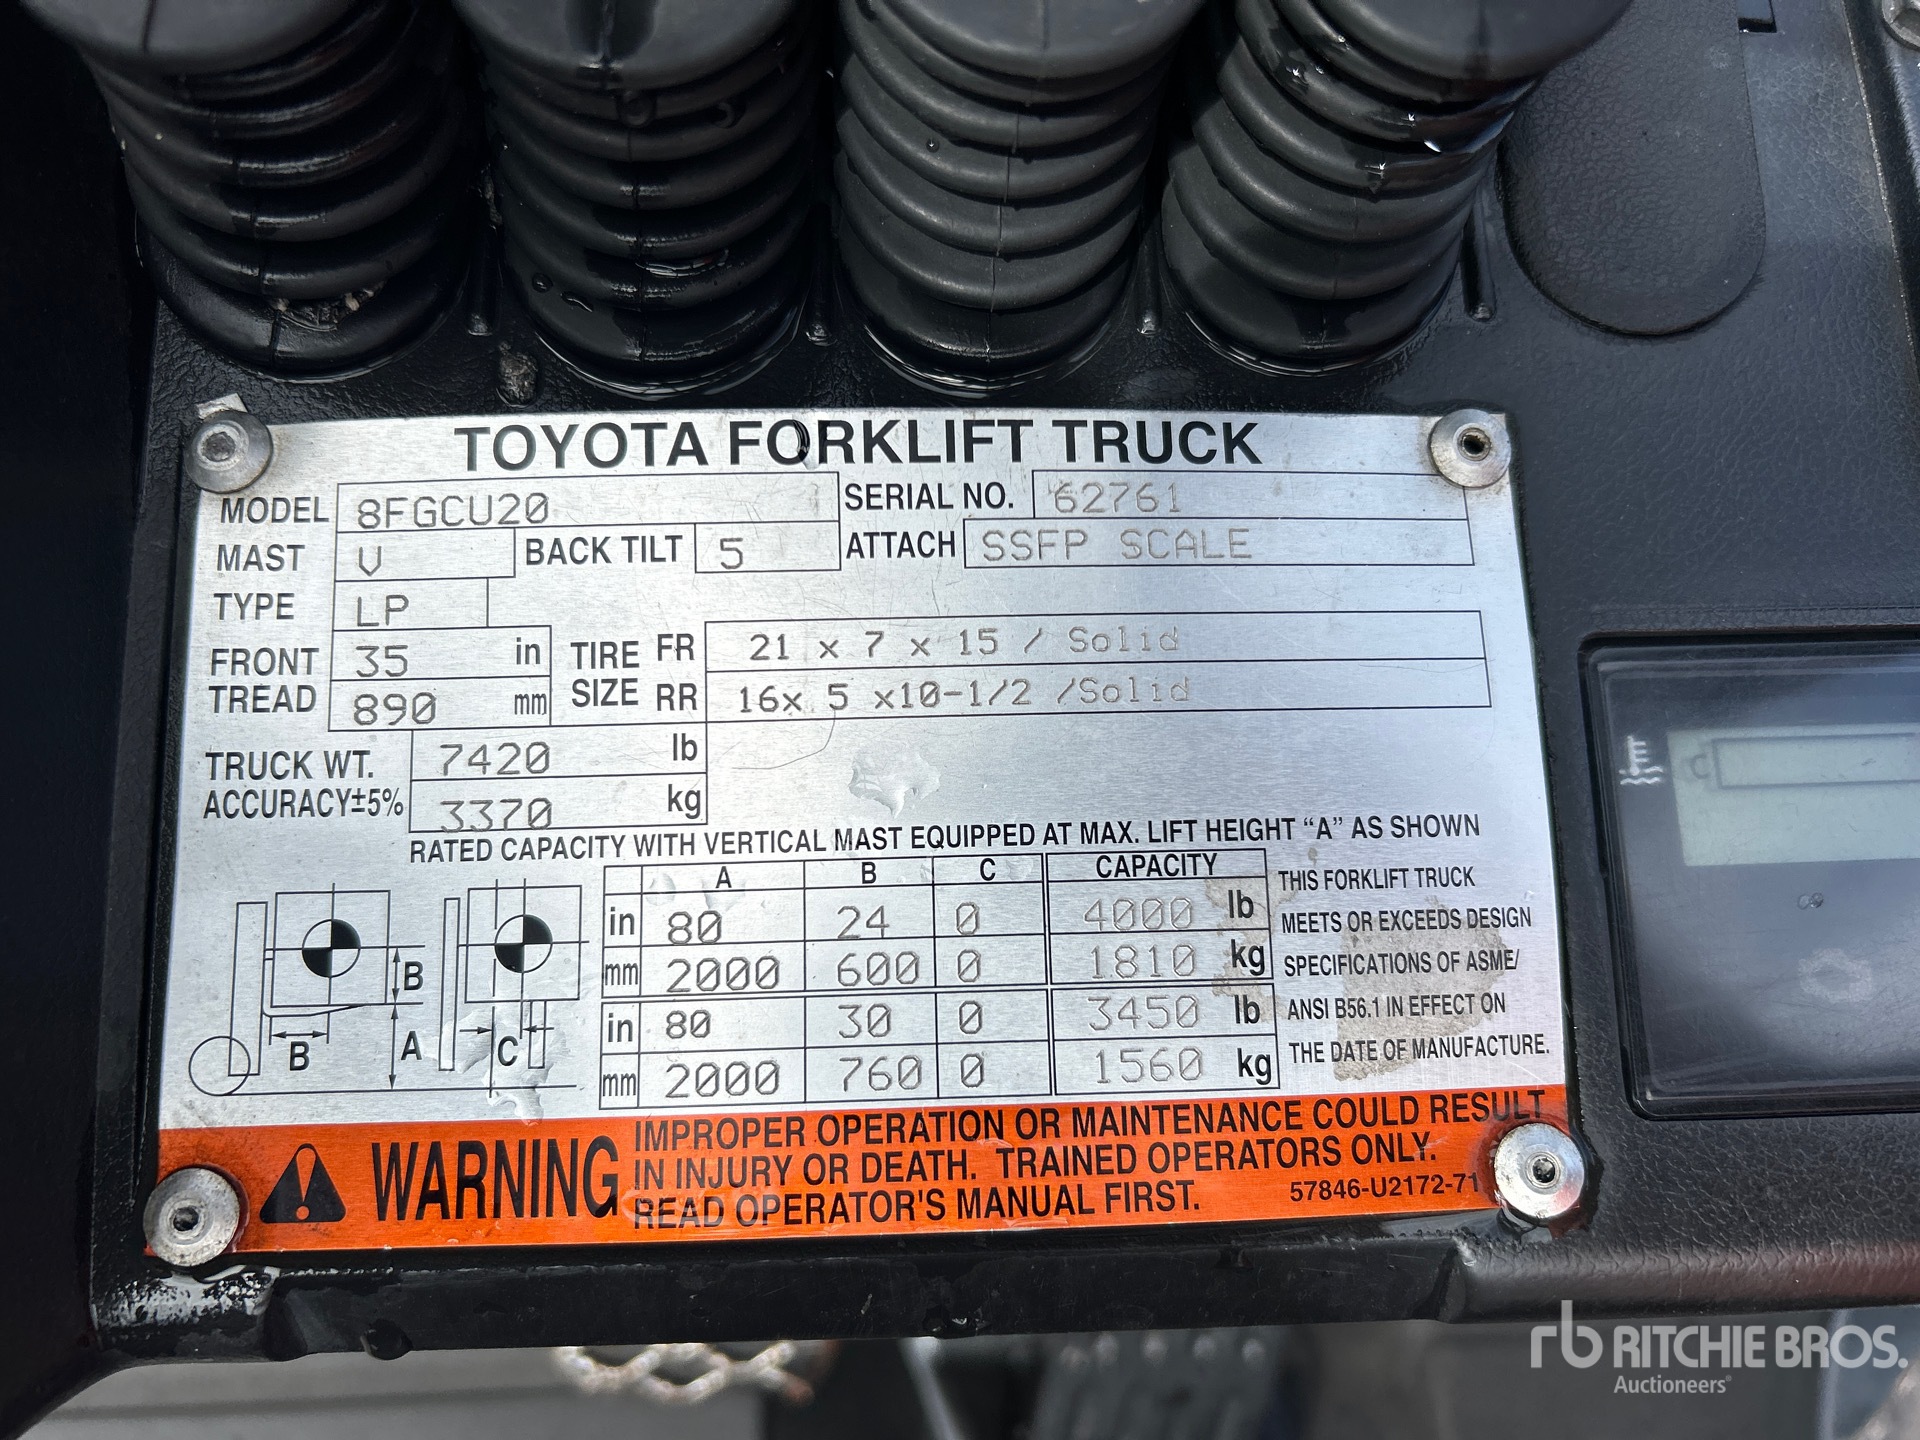 TOYOTA FORKLIFT TRUCK
MODEL 8FGCU20 SERIAL NO. 62761
MAST V BACK TILT 5 ATTACH SSFP SCALE
TYPE LP
FRONT TREAD 35 in TIRE SIZE FR 21 x 7 x 15 / Solid
890 mm RR 16x 5 x10-1/2 /Solid
TRUCK WT. 7420 lb
ACCURACY±5% 3370 kg
RATED CAPACITY WITH VERTICAL MAST EQUIPPED AT MAX. LIFT HEIGHT “A” AS SHOWN
A B C CAPACITY
in 80 24 0 4000 lb
mm 2000 600 0 1810 kg
in 80 30 0 3450 lb
mm 2000 760 0 1560 kg
B
B A C
THIS FORKLIFT TRUCK
MEETS OR EXCEEDS DESIGN
SPECIFICATIONS OF ASME/
ANSI B56.1 IN EFFECT ON
THE DATE OF MANUFACTURE.
WARNING
IMPROPER OPERATION OR MAINTENANCE COULD RESULT
IN INJURY OR DEATH. TRAINED OPERATORS ONLY.
READ OPERATOR'S MANUAL FIRST. 57846-U2172-71
C
rb RITCHIE BROS.
Auctioneers